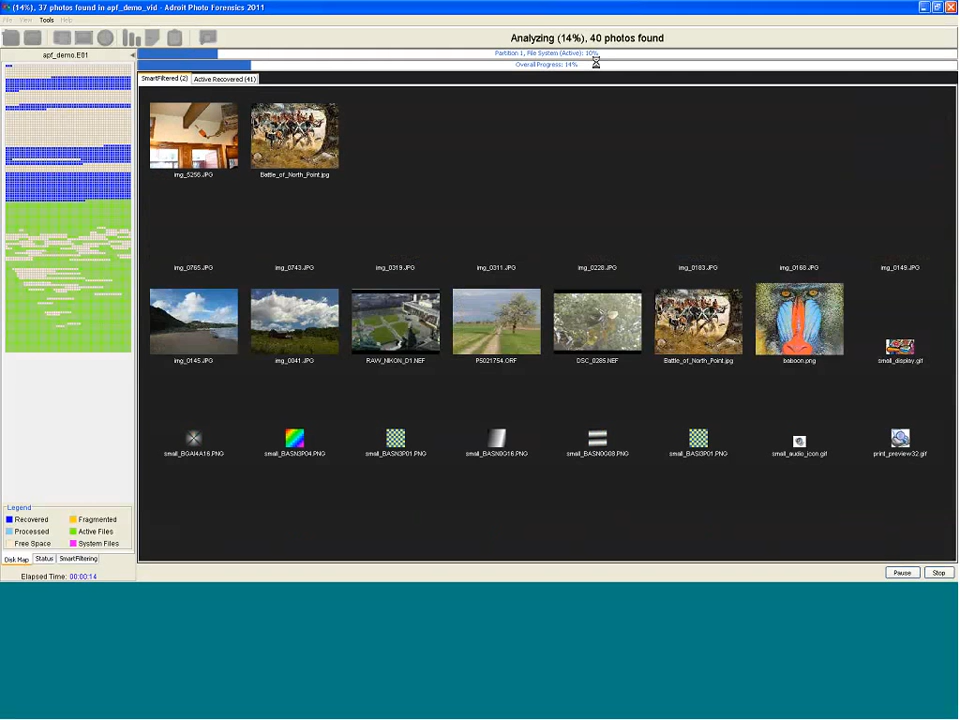 (14%), 37 photos found in apf_demo_vid - Adroit Photo Forensics 2011
File View Tools Help
Analyzing (14%), 40 photos found
apf_demo.E01
Partition 1, File System (Active): 10%
Overall Progress: 14%
SmartFiltered (2) Active Recovered (41)
img_5255.JPG Battle_of_North_Point.jpg
img_0765.JPG img_0743.JPG img_0319.JPG img_0311.JPG img_0228.JPG img_0183.JPG img_0168.JPG img_0149.JPG
img_0145.JPG img_0041.JPG RAW_NIKON_D1.NEF P5021754.ORF DSC_0285.NEF Battle_of_North_Point.jpg baboon.png small_display.gif
small_BGAI4A16.PNG small_BASN3P04.PNG small_BASN3P01.PNG small_BASN0G16.PNG small_BASN0G08.PNG small_BASI3P01.PNG small_audio_icon.gif print_preview32.gif
Legend
Recovered Fragmented
Processed Active Files
Free Space System Files
Disk Map Status SmartFiltering
Elapsed Time: 00:00:14
Pause Stop